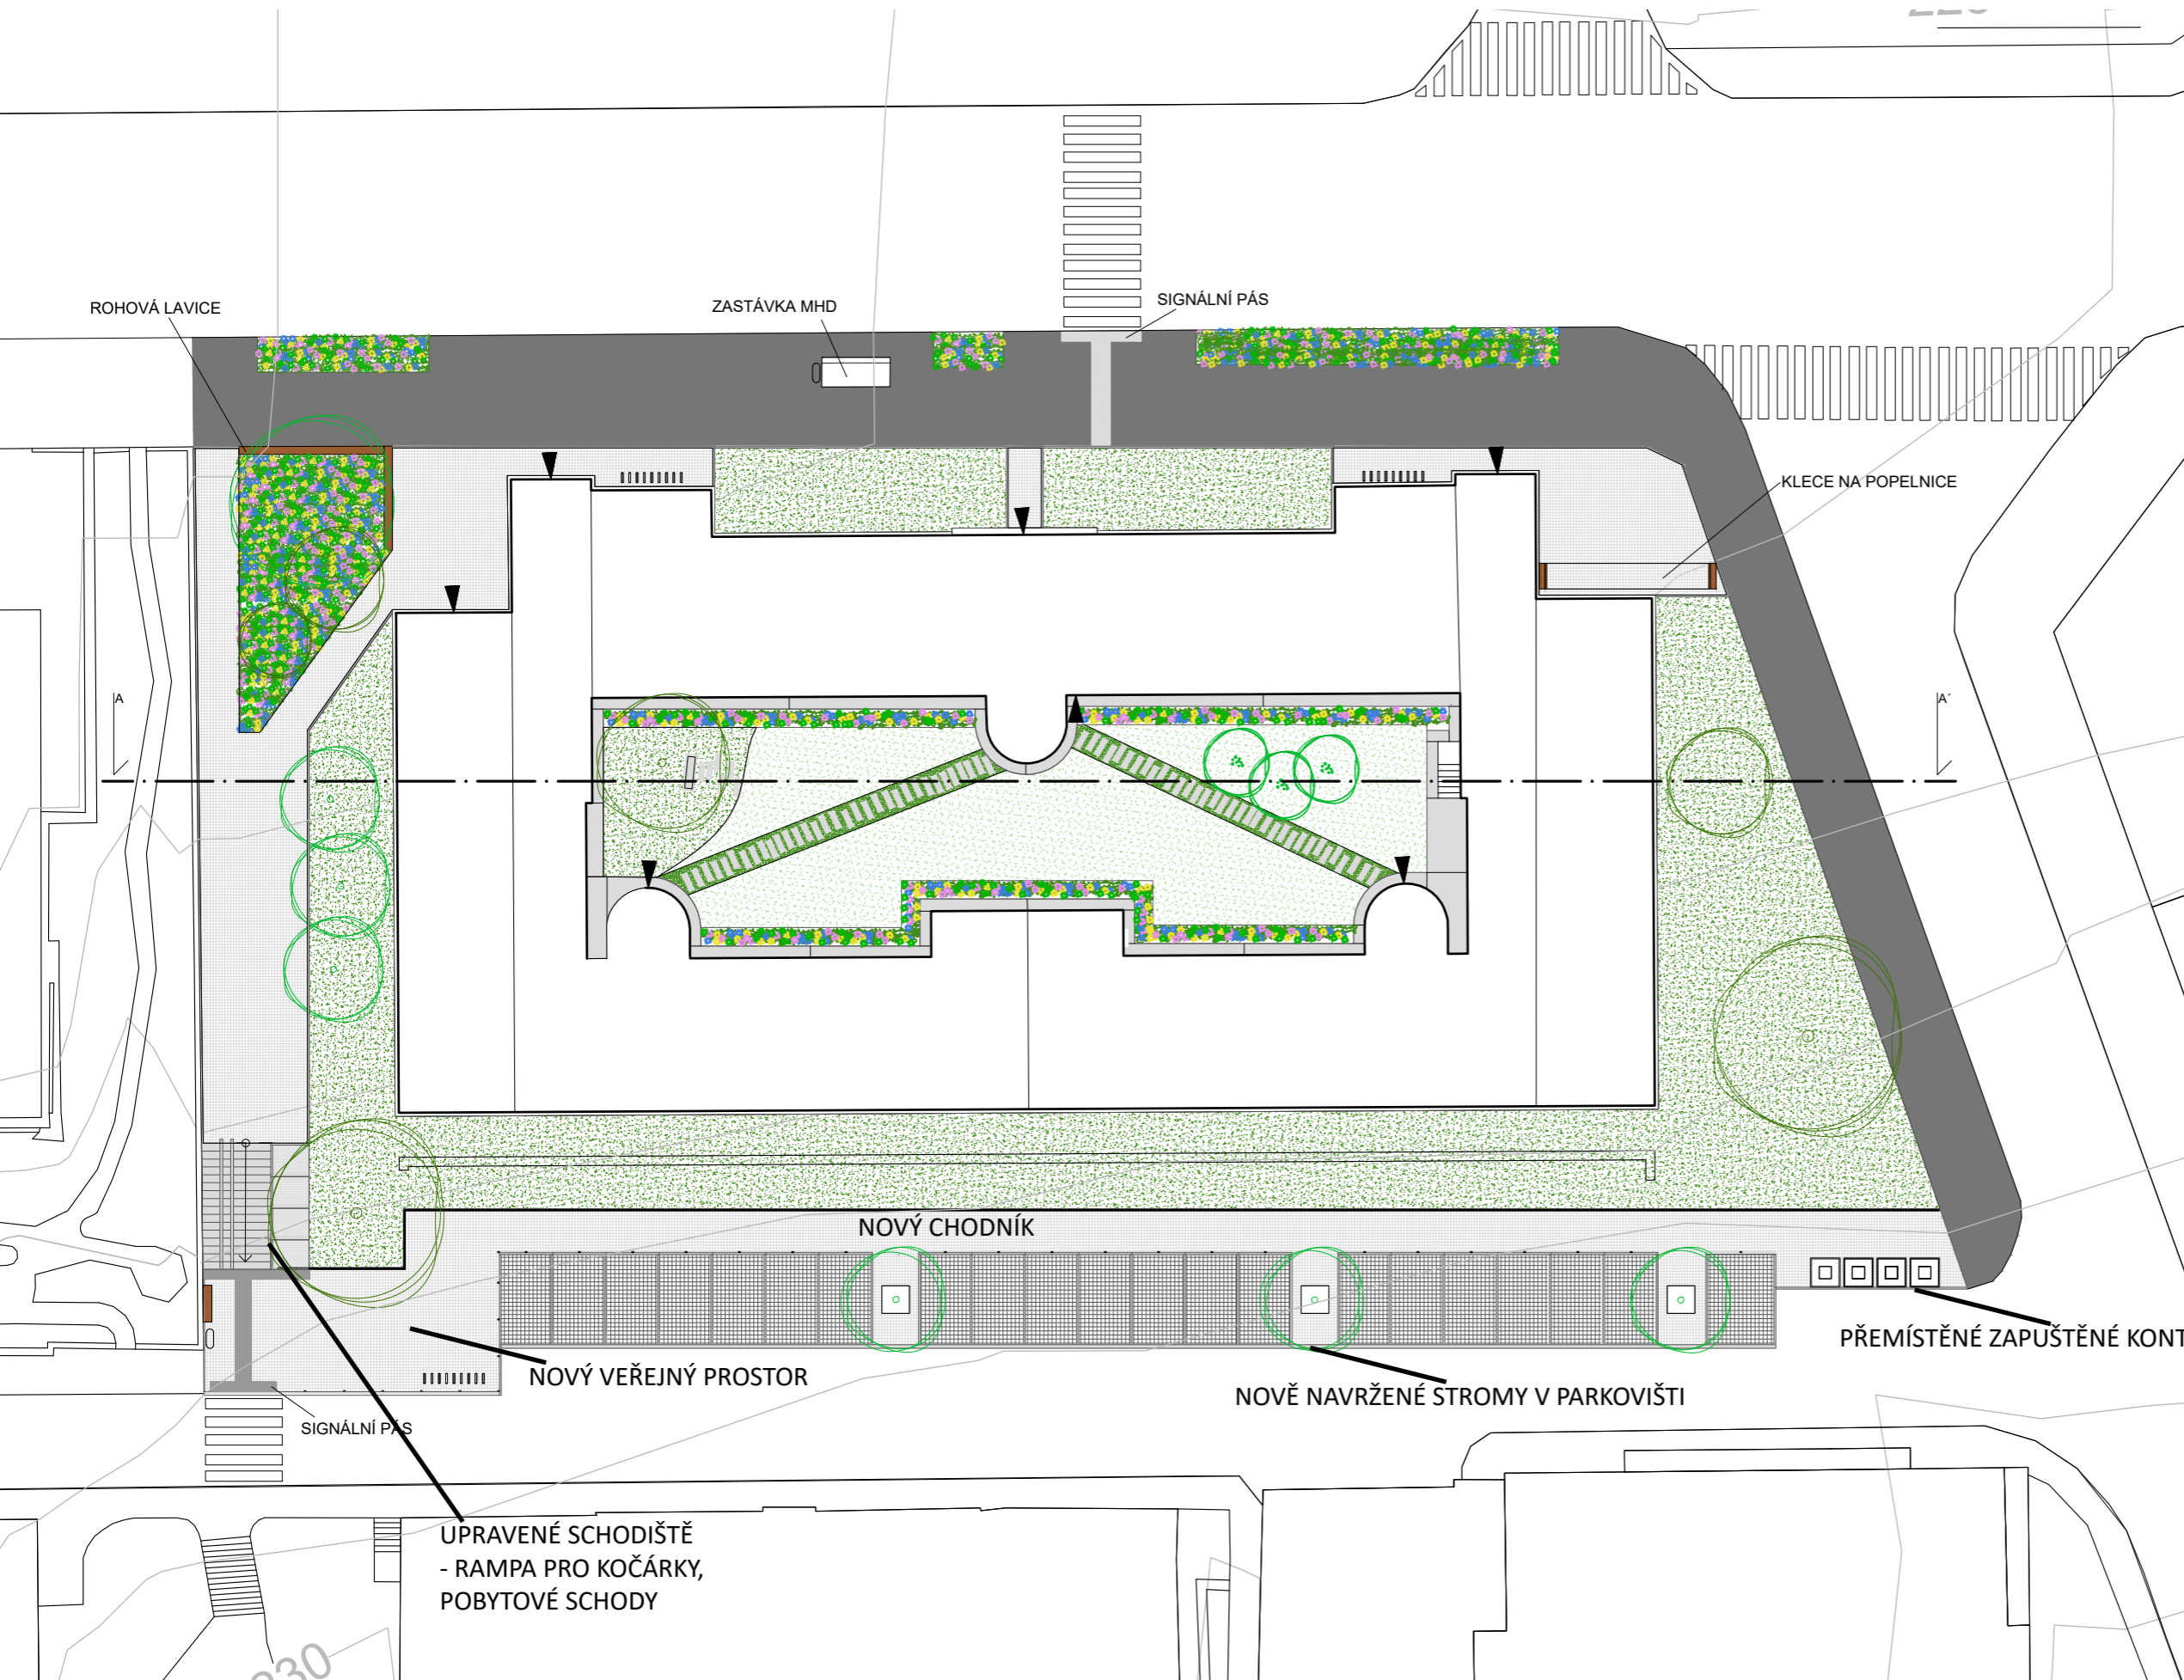 ROHOVÁ LAVICE
ZASTÁVKA MHD
SIGNÁLNÍ PÁS
KLECE NA POPELNICE
A
A´
NOVÝ CHODNÍK
PŘEMÍSTĚNÉ ZAPUŠTĚNÉ KONT
NOVÝ VEŘEJNÝ PROSTOR
NOVĚ NAVRŽENÉ STROMY V PARKOVIŠTI
SIGNÁLNÍ PÁS
UPRAVENÉ SCHODIŠTĚ
- RAMPA PRO KOČÁRKY,
POBYTOVÉ SCHODY
230